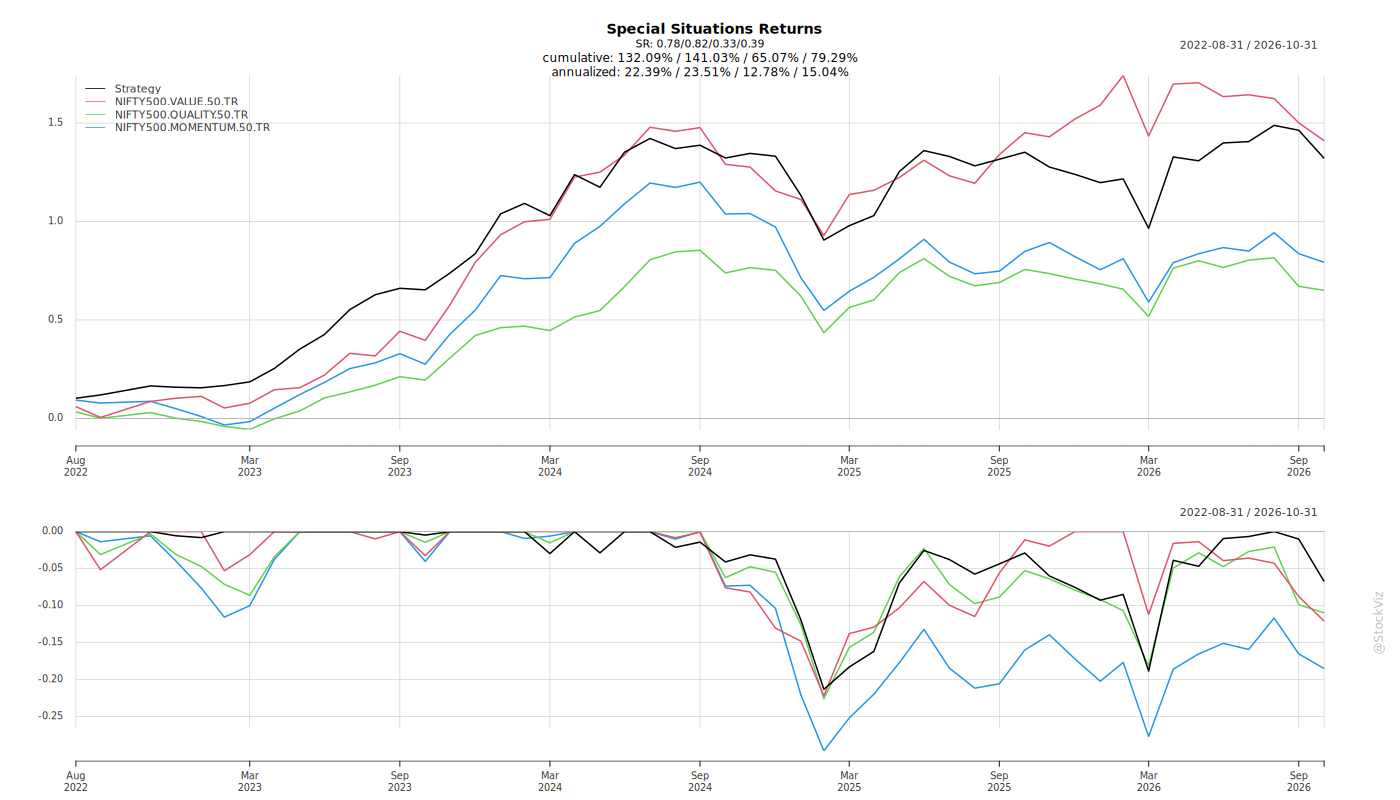 Special Situations Returns
SR: 0.78/0.82/0.33/0.39
cumulative: 132.09% / 141.03% / 65.07% / 79.29%
annualized: 22.39% / 23.51% / 12.78% / 15.04%
2022-08-31 / 2026-10-31
Strategy
NIFTY500.VALUE.50.TR
NIFTY500.QUALITY50.TR
NIFTY500.MOMENTUM.50.TR
1.5
1.0
0.5
0.0
Aug Mar Sep Mar Sep Mar Sep Mar Sep
2022 2023 2023 2024 2024 2025 2025 2026 2026
2022-08-31 / 2026-10-31
0.00
-0.05
-0.10
-0.15
-0.20
-0.25
Aug Mar Sep Mar Sep Mar Sep Mar Sep
2022 2023 2023 2024 2024 2025 2025 2026 2026
@StockViz